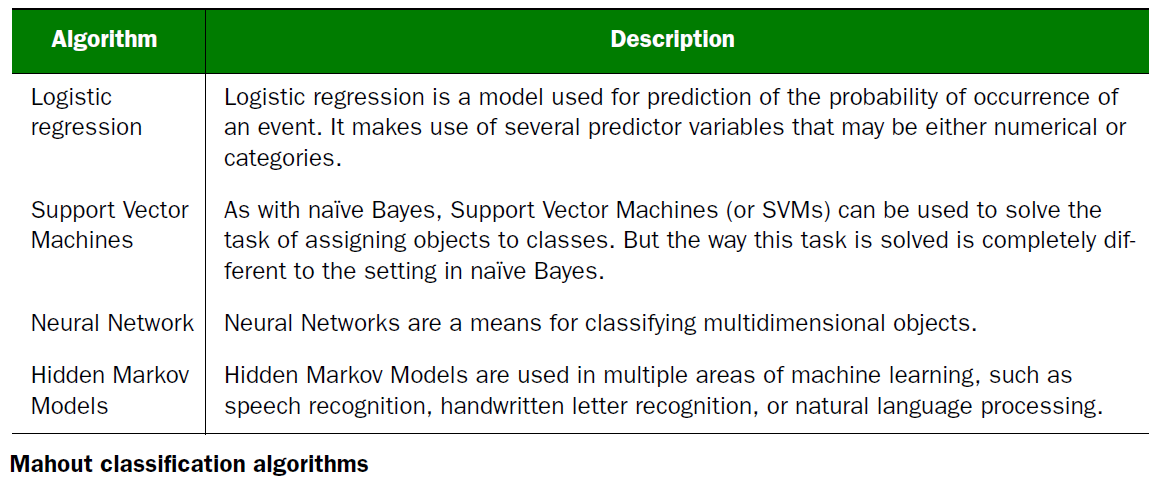 Algorithm Description
Logistic Logistic regression is a model used for prediction of the probability of occurrence of
regression an event. It makes use of several predictor variables that may be either numerical or
categories.
Support Vector As with naïve Bayes, Support Vector Machines (or SVMs) can be used to solve the
Machines task of assigning objects to classes. But the way this task is solved is completely dif-
ferent to the setting in naïve Bayes.
Neural Network Neural Networks are a means for classifying multidimensional objects.
Hidden Markov Hidden Markov Models are used in multiple areas of machine learning, such as
Models speech recognition, handwritten letter recognition, or natural language processing.
Mahout classification algorithms